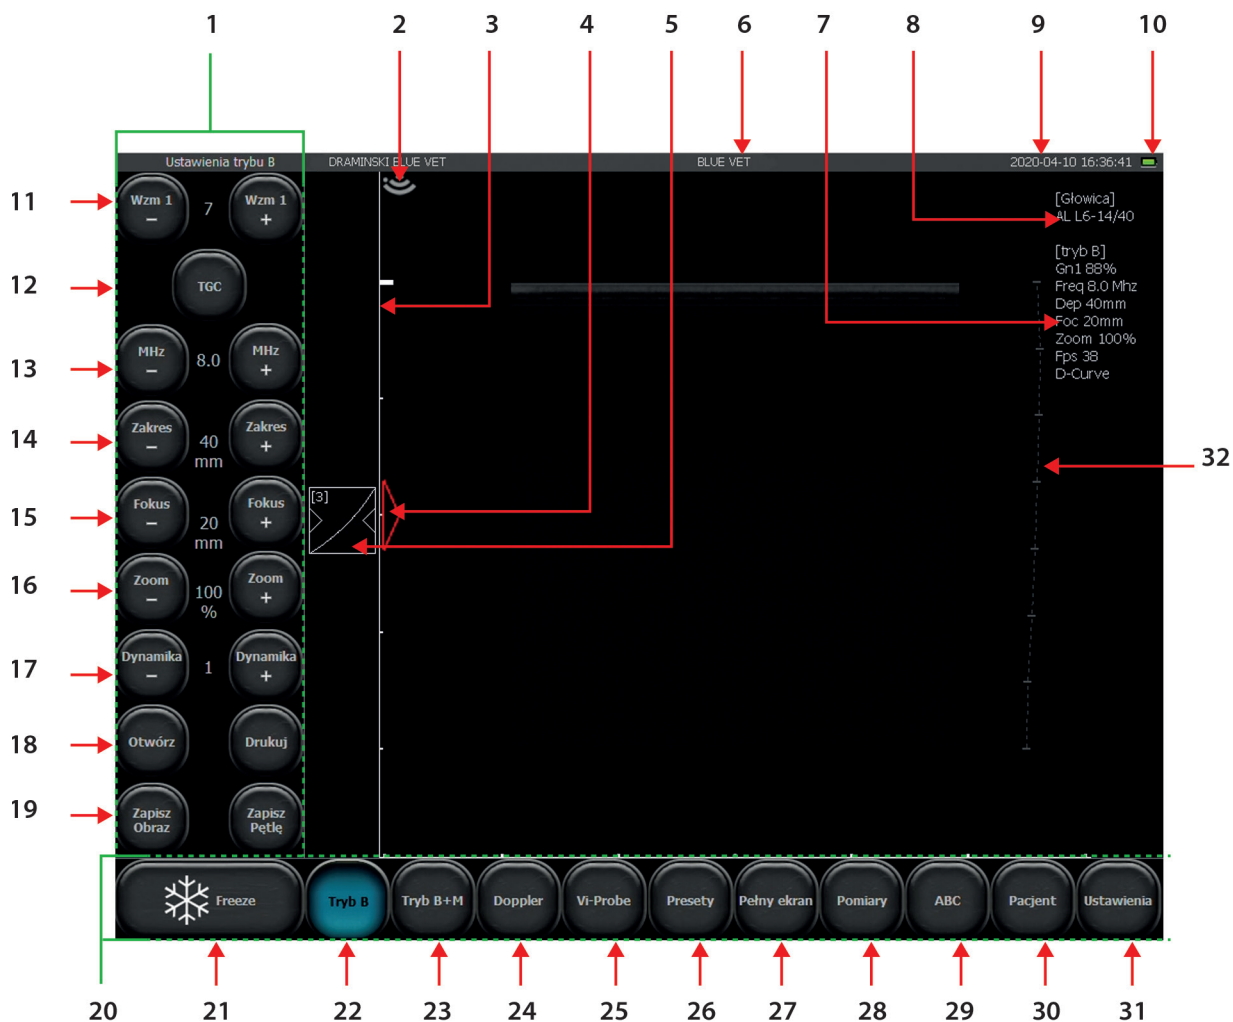 1 2 3 4 5 6 7 8 9 10
Ustawienia trybu B DRAMINSKI BLUE VET BLUE VET 2020-04-10 16:36:41
11 Wzm 1 − 7 Wzm 1 +
[Głowica]
AL L6-14/40
12 TGC
[tryb B]
Gn1 88%
Freq 8.0 Mhz
Dep 40mm
Foc 20mm
Zoom 100%
Fps 38
D-Curve
13 MHz − 8.0 MHz +
14 Zakres − 40 mm Zakres +
32
[3]
15 Fokus − 20 mm Fokus +
16 Zoom − 100 % Zoom +
17 Dynamika − 1 Dynamika +
18 Otwórz Drukuj
19 Zapisz Obraz Zapisz Pętlę
Freeze Tryb B Tryb B+M Doppler Vi-Probe Presety Pełny ekran Pomiary ABC Pacjent Ustawienia
20 21 22 23 24 25 26 27 28 29 30 31